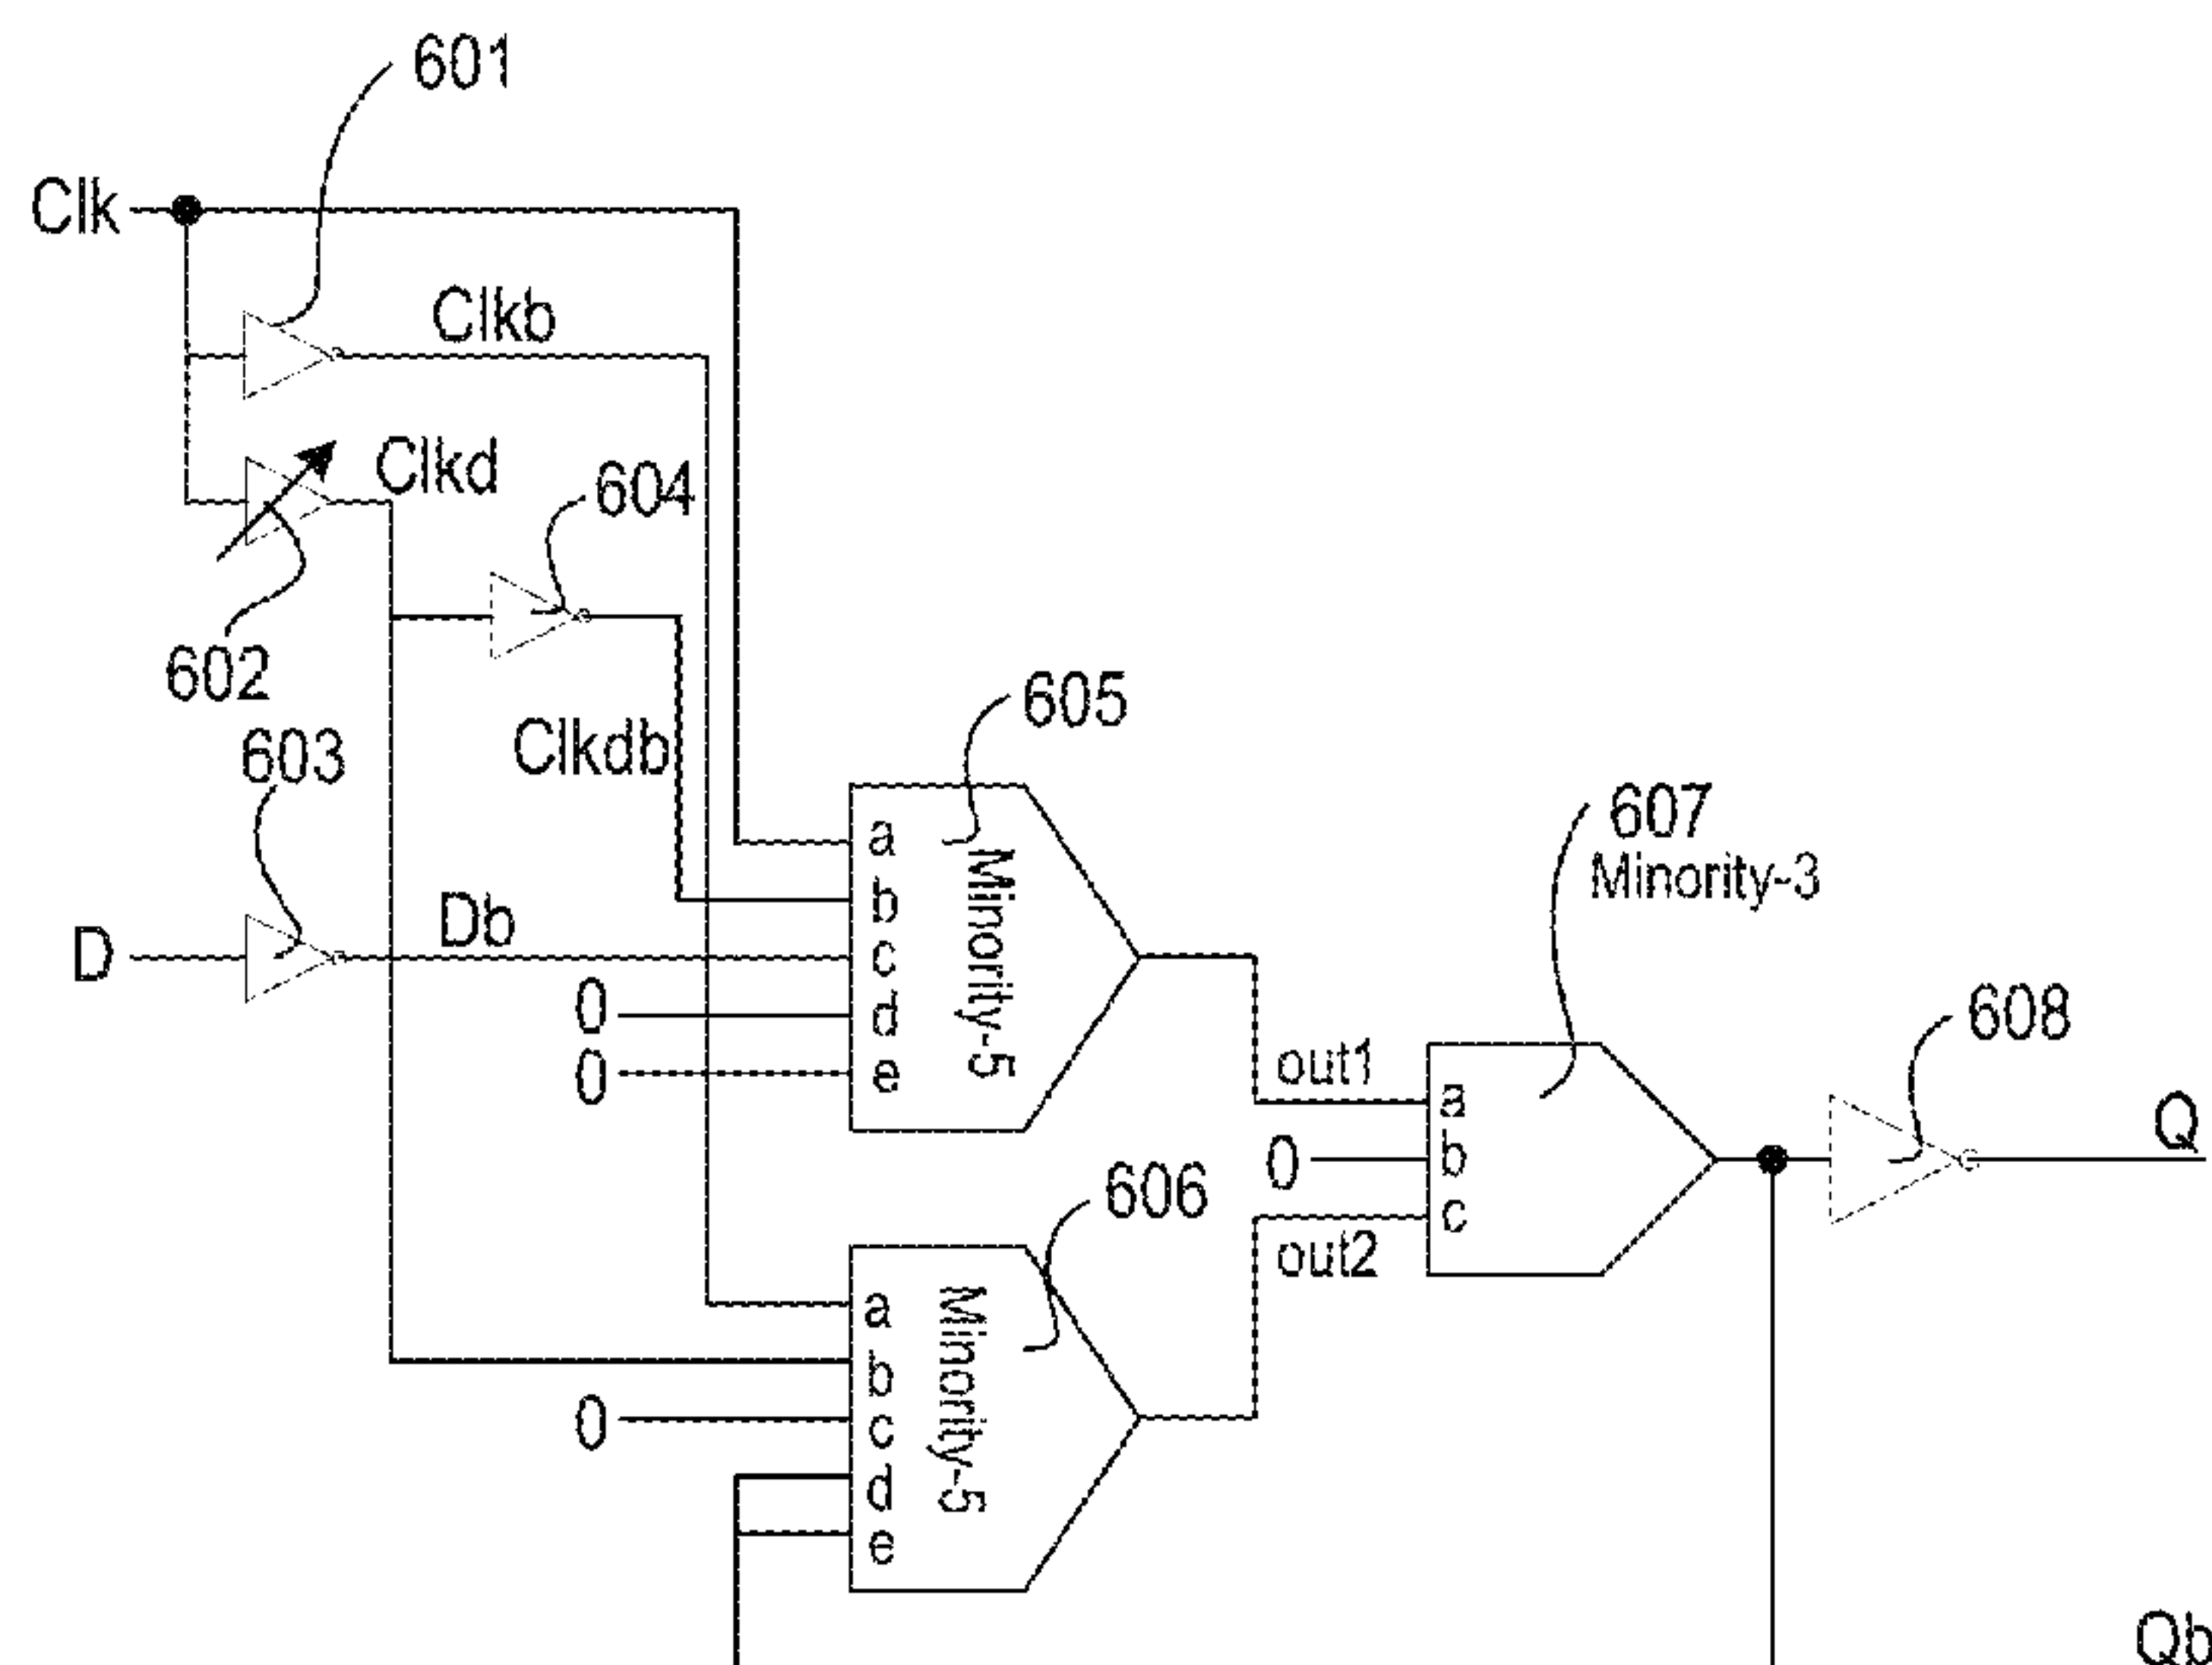 601
Clk
Clkb
Clkd
604
602
605
603
Clkdb
607
Minority-3
a
b
Db
D
c
Minority-5
0
d
608
0
e
out1
a
Q
0
b
606
c
out2
a
Minority-5
b
0
c
d
e
Qb